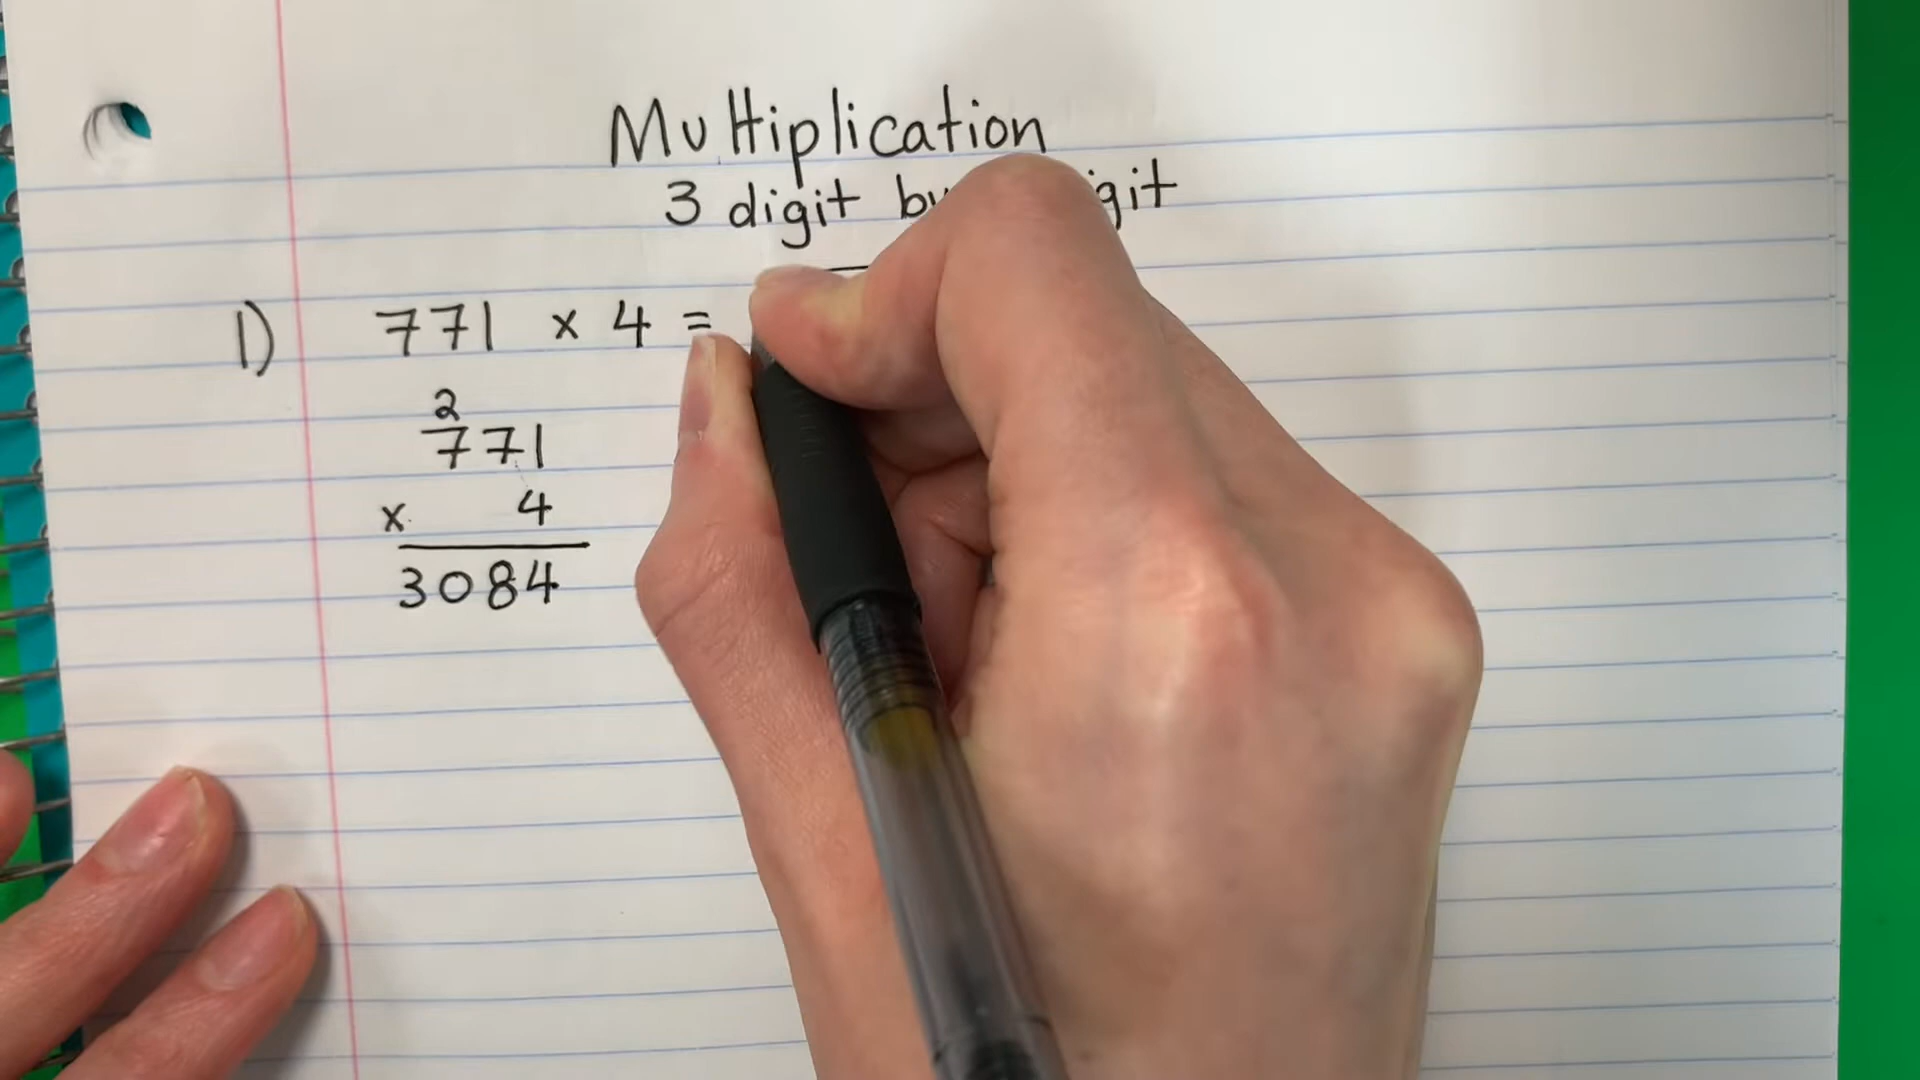 Multiplication
3 digit by
1) 771 x 4 =
2
771
x 4
3084